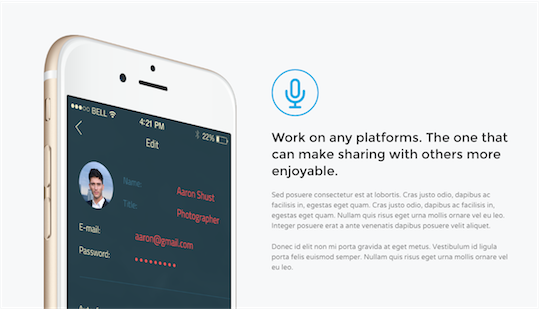 BELL
4:21 PM
22%
Edit
Name
Aaron Shust
Title:
Photographer
E-mail:
aaron@gmail.com
Password:
Work on any platforms. The one that
can make sharing with others more
enjoyable.
Sed posuere consectetur est at lobortis. Cras justo odio, dapibus ac
facilisis in, egestas eget quam. Cras justo odio, dapibus ac facilisis in,
egestas eget quam. Nullam quis risus eget urna mollis ornare vel eu leo.
Integer posuere erat a ante venenatis dapibus posuere velit aliquet.
Donec id elit non mi porta gravida at eget metus. Vestibulum id ligula
porta felis euismod semper. Nullam quis risus eget urna mollis ornare vel
eu leo.